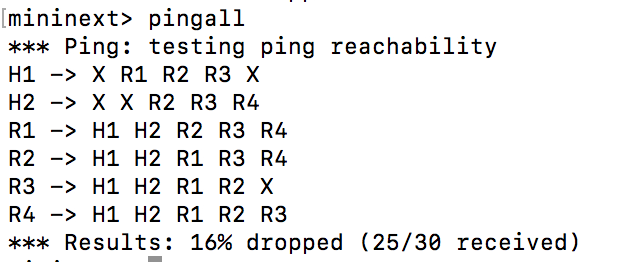 [mininext> pingall
*** Ping: testing ping reachability
H1 -> X R1 R2 R3 X
H2 -> X X R2 R3 R4
R1 -> H1 H2 R2 R3 R4
R2 -> H1 H2 R1 R3 R4
R3 -> H1 H2 R1 R2 X
R4 -> H1 H2 R1 R2 R3
*** Results: 16% dropped (25/30 received)